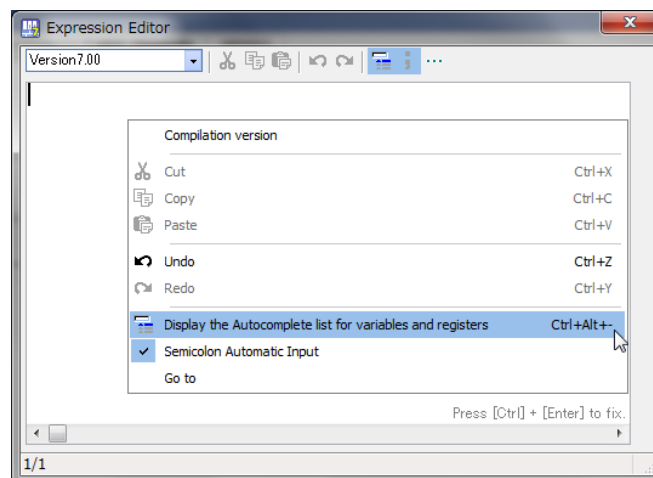 Expression Editor
Version7.00
Compilation version
Cut Ctrl+X
Copy Ctrl+C
Paste Ctrl+V
Undo Ctrl+Z
Redo Ctrl+Y
Display the Autocomplete list for variables and registers Ctrl+Alt+-
Semicolon Automatic Input
Go to
Press [Ctrl] + [Enter] to fix.
1/1